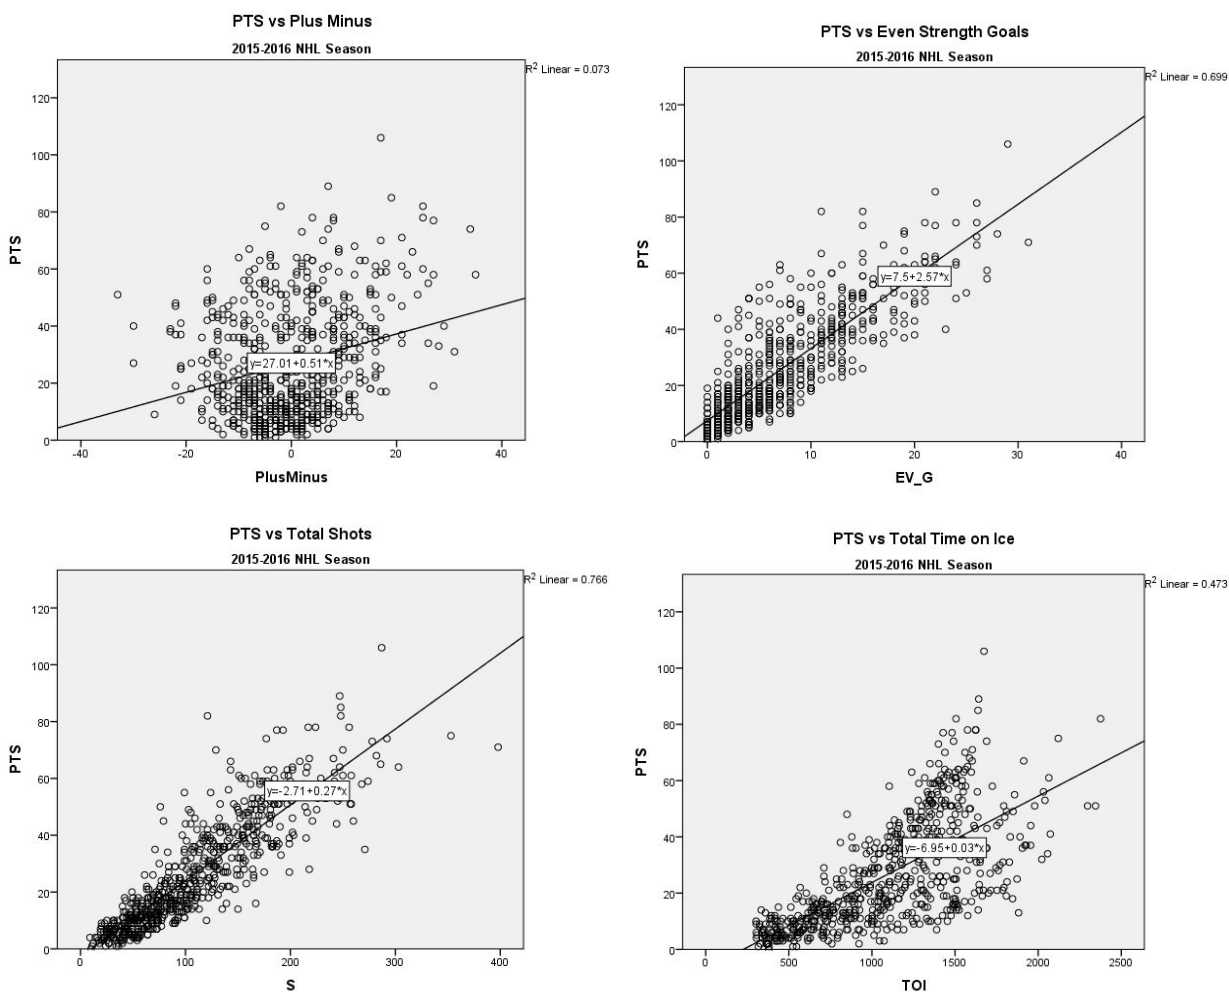 PTS vs Plus Minus
2015-2016 NHL Season
R² Linear = 0.073
PTS
120
100
80
60
40
20
0
y=27.01+0.51*x
-40 -20 0 20 40
PlusMinus
PTS vs Even Strength Goals
2015-2016 NHL Season
R² Linear = 0.699
PTS
120
100
80
60
40
20
0
y=7.5+2.57*x
0 10 20 30 40
EV_G
PTS vs Total Shots
2015-2016 NHL Season
R² Linear = 0.766
PTS
120
100
80
60
40
20
0
y=-2.71+0.27*x
0 100 200 300 400
S
PTS vs Total Time on Ice
2015-2016 NHL Season
R² Linear = 0.473
PTS
120
100
80
60
40
20
0
y=-6.95+0.03*x
0 500 1000 1500 2000 2500
TOI